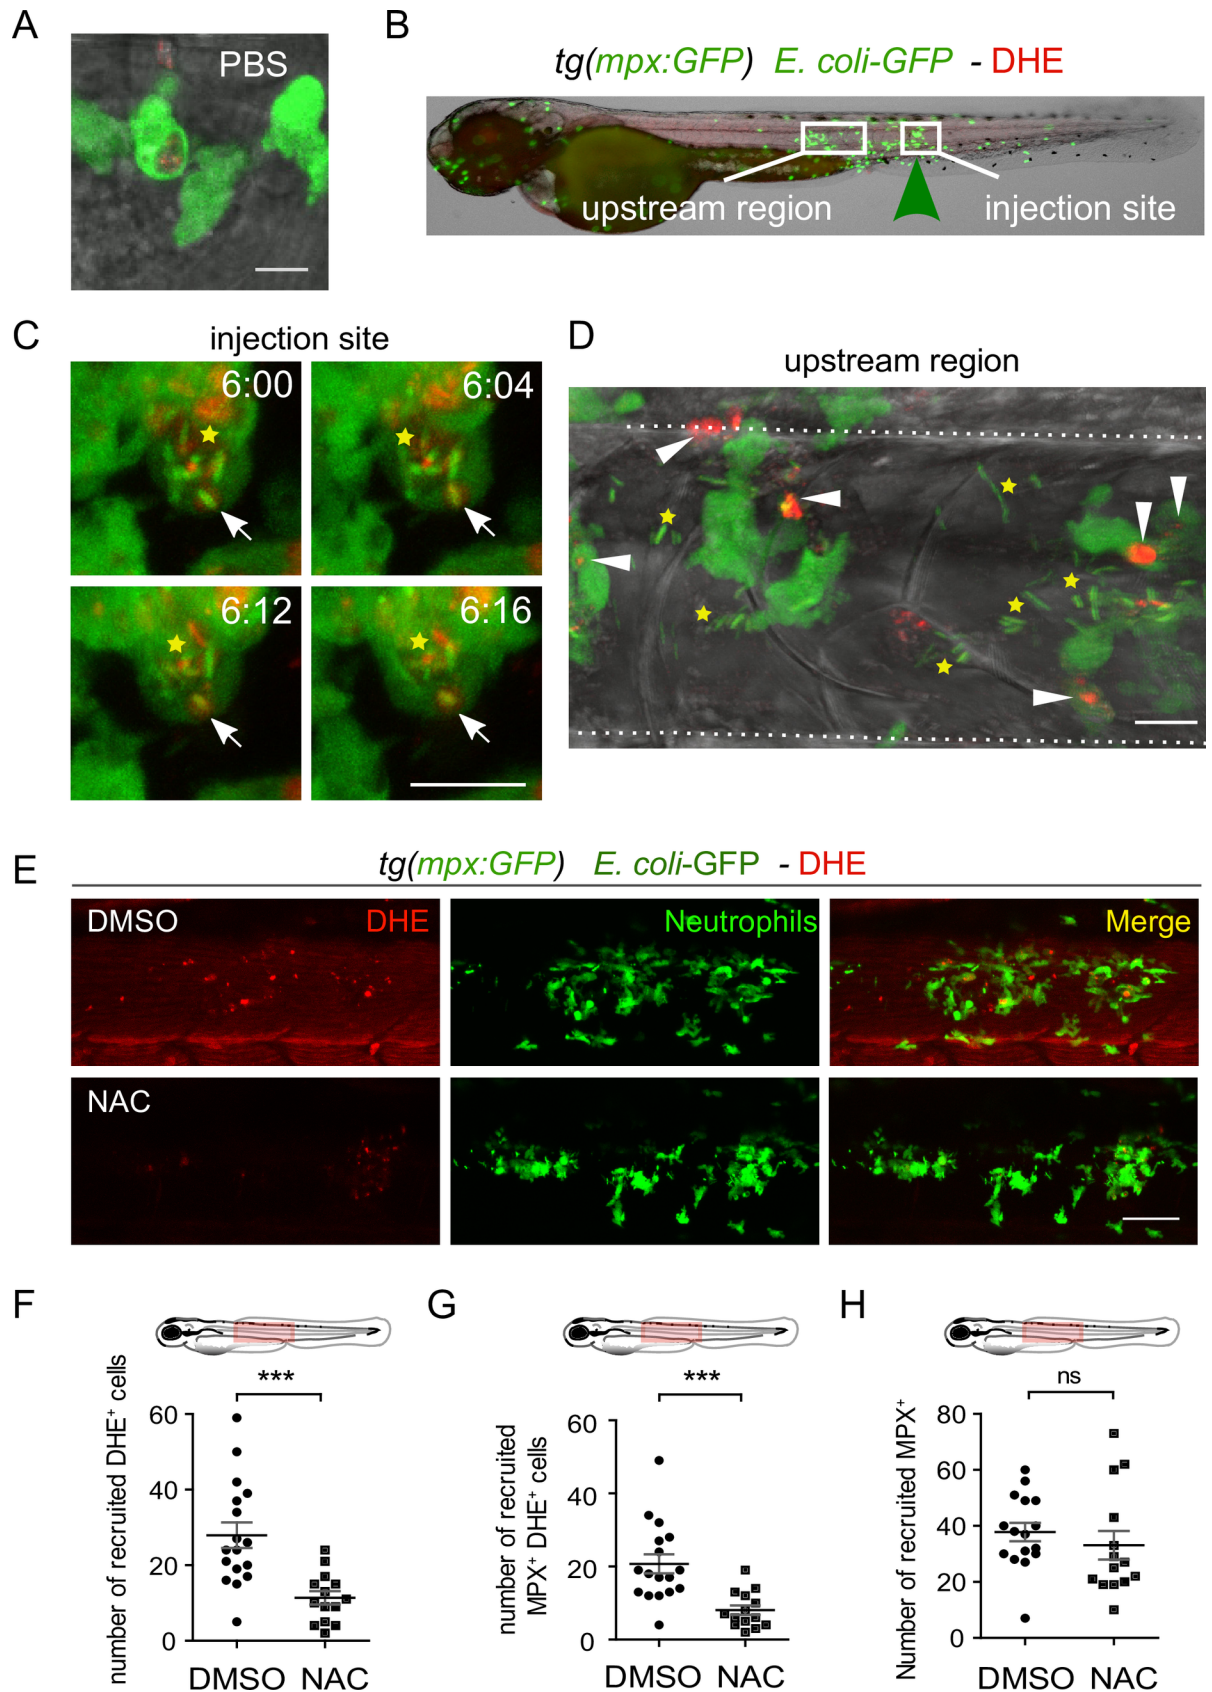 A
PBS
B
tg(mpx:GFP) E. coli-GFP - DHE
upstream region
injection site
C
injection site
6:00
6:04
6:12
6:16
D
upstream region
E
tg(mpx:GFP) E. coli-GFP - DHE
DMSO
DHE
Neutrophils
Merge
NAC
F
***
number of recruited DHE⁺ cells
60
40
20
0
DMSO
NAC
G
***
number of recruited
MPX⁺ DHE⁺ cells
60
40
20
0
DMSO
NAC
H
ns
Number of recruited MPX⁺
80
60
40
20
0
DMSO
NAC